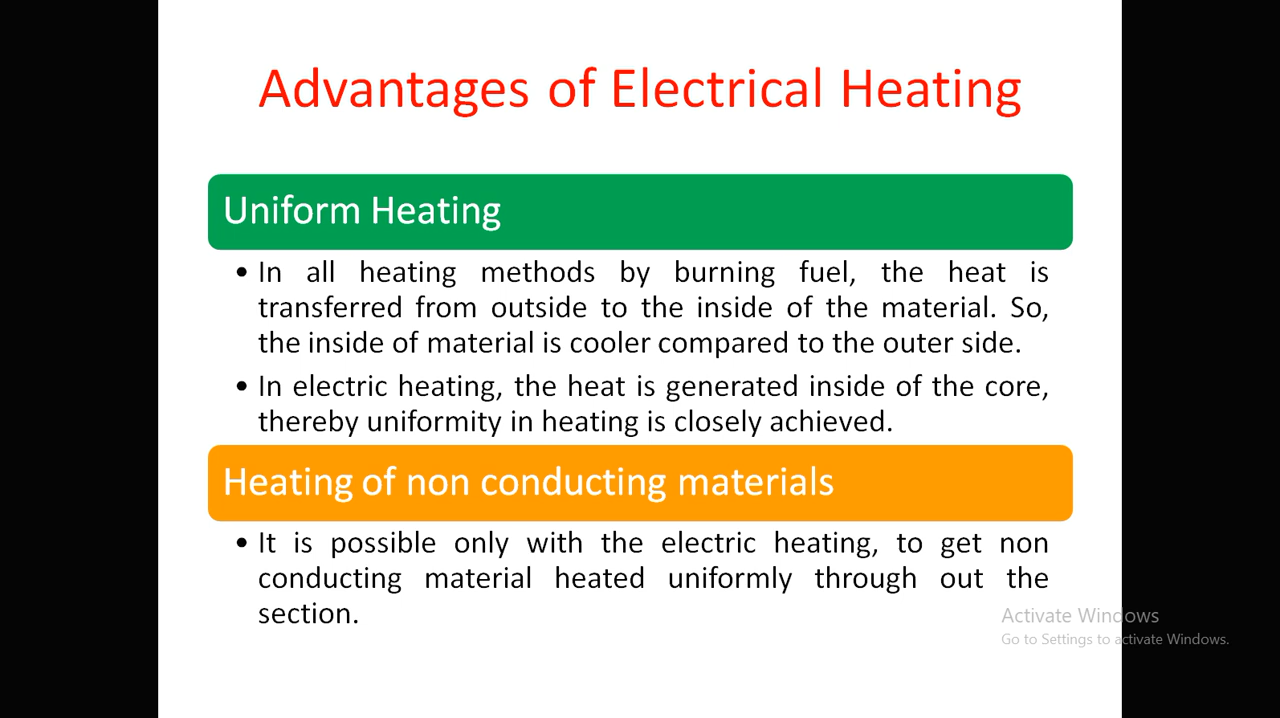 Advantages of Electrical Heating
Uniform Heating
• In all heating methods by burning fuel, the heat is
transferred from outside to the inside of the material. So,
the inside of material is cooler compared to the outer side.
• In electric heating, the heat is generated inside of the core,
thereby uniformity in heating is closely achieved.
Heating of non conducting materials
• It is possible only with the electric heating, to get non
conducting material heated uniformly through out the
section.
Activate Windows
Go to Settings to activate Windows.